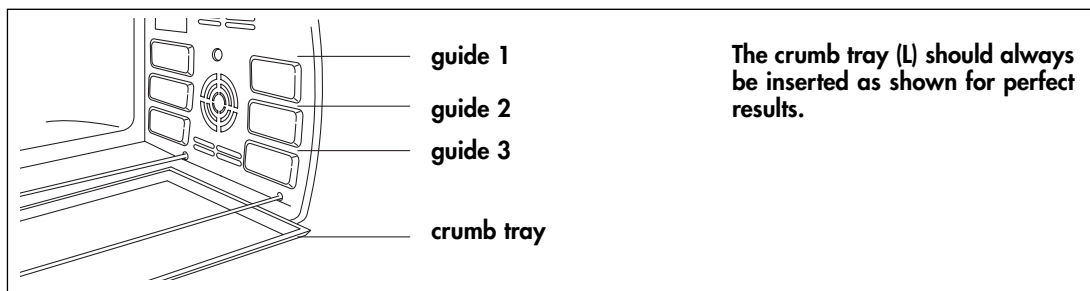 guide 1
guide 2
guide 3
crumb tray
The crumb tray (L) should always
be inserted as shown for perfect
results.